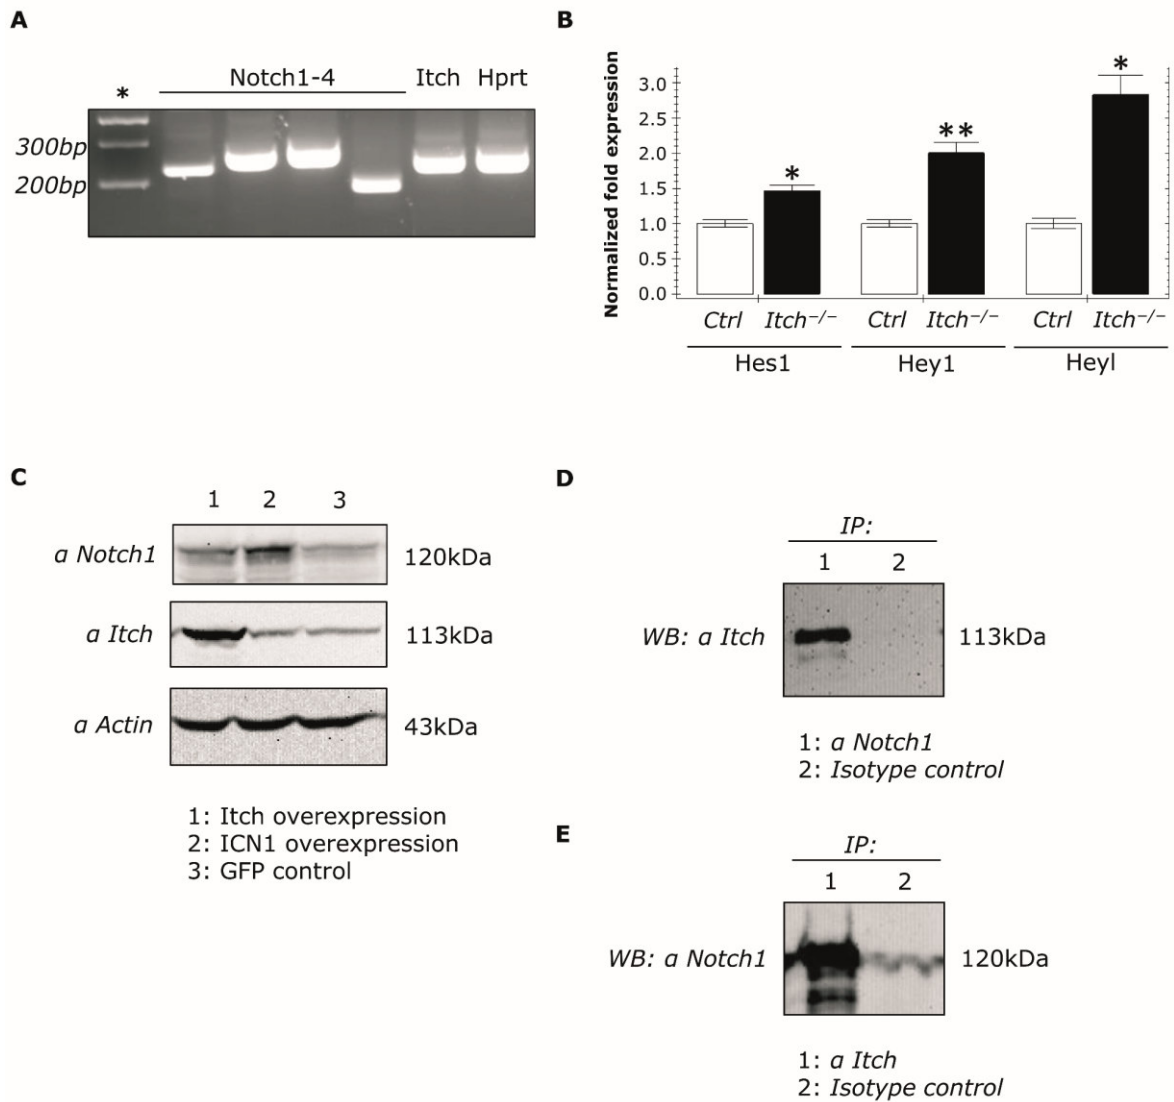 A
Notch1-4 Itch Hprt
*
300bp
200bp
B
Normalized fold expression
3.0
2.5
2.0
1.5
1.0
0.5
0.0
* ** *
Ctrl Itch−/− Ctrl Itch−/− Ctrl Itch−/−
Hes1 Hey1 Heyl
C
1 2 3
α Notch1 120kDa
α Itch 113kDa
α Actin 43kDa
1: Itch overexpression
2: ICN1 overexpression
3: GFP control
D
IP:
1 2
WB: α Itch 113kDa
1: α Notch1
2: Isotype control
E
IP:
1 2
WB: α Notch1 120kDa
1: α Itch
2: Isotype control